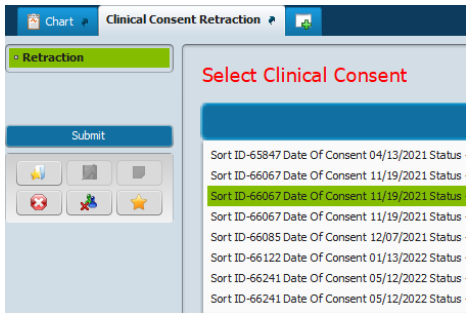 Chart
Clinical Consent Retraction
Retraction
Select Clinical Consent
Submit
Sort ID-65847 Date Of Consent 04/13/2021 Status -
Sort ID-66067 Date Of Consent 11/19/2021 Status -
Sort ID-66067 Date Of Consent 11/19/2021 Status
Sort ID-66067 Date Of Consent 11/19/2021 Status -
Sort ID-66085 Date Of Consent 12/07/2021 Status -
Sort ID-66122 Date Of Consent 01/13/2022 Status -
Sort ID-66241 Date Of Consent 05/12/2022 Status -
Sort ID-66241 Date Of Consent 05/12/2022 Status -